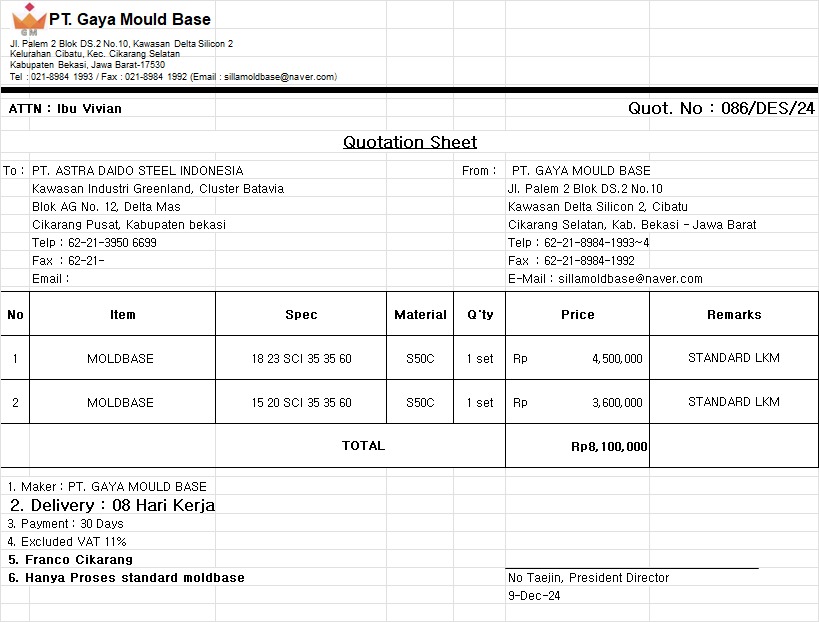 PT. Gaya Mould Base
GM
Jl. Palem 2 Blok DS.2 No.10, Kawasan Delta Silicon 2
Kelurahan Cibatu, Kec. Cikarang Selatan
Kabupaten Bekasi, Jawa Barat-17530
Tel : 021-8984 1993 / Fax : 021-8984 1992 (Email : sillamoldbase@naver.com)
ATTN : Ibu Vivian
Quot. No : 086/DES/24
Quotation Sheet
To : PT. ASTRA DAIDO STEEL INDONESIA
Kawasan Industri Greenland, Cluster Batavia
Blok AG No. 12, Delta Mas
Cikarang Pusat, Kabupaten bekasi
Telp : 62-21-3950 6699
Fax : 62-21-
Email :
From : PT. GAYA MOULD BASE
Jl. Palem 2 Blok DS.2 No.10
Kawasan Delta Silicon 2, Cibatu
Cikarang Selatan, Kab. Bekasi - Jawa Barat
Telp : 62-21-8984-1993~4
Fax : 62-21-8984-1992
E-Mail : sillamoldbase@naver.com
No Item Spec Material Q'ty Price Remarks
1 MOLDBASE 18 23 SCI 35 35 60 S50C 1 set Rp 4,500,000 STANDARD LKM
2 MOLDBASE 15 20 SCI 35 35 60 S50C 1 set Rp 3,600,000 STANDARD LKM
TOTAL Rp8,100,000
1. Maker : PT. GAYA MOULD BASE
2. Delivery : 08 Hari Kerja
3. Payment : 30 Days
4. Excluded VAT 11%
5. Franco Cikarang
6. Hanya Proses standard moldbase
No Taejin, President Director
9-Dec-24